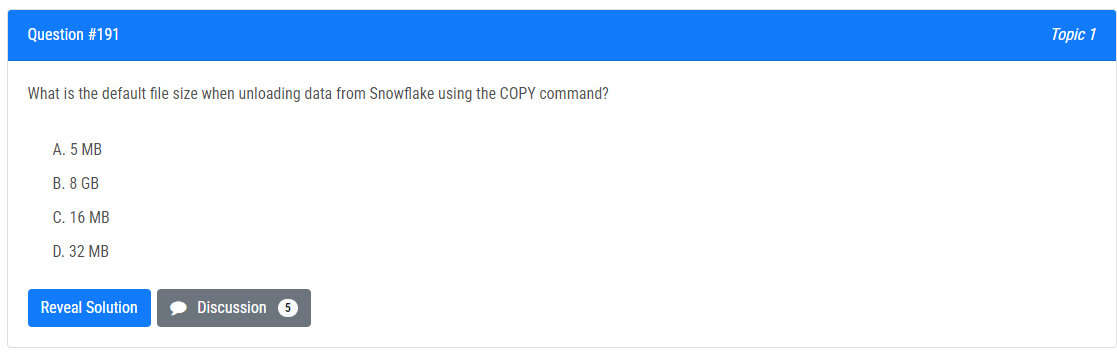 Question #191
Topic 1
What is the default file size when unloading data from Snowflake using the COPY command?
A. 5 MB
B. 8 GB
C. 16 MB
D. 32 MB
Reveal Solution
Discussion 5